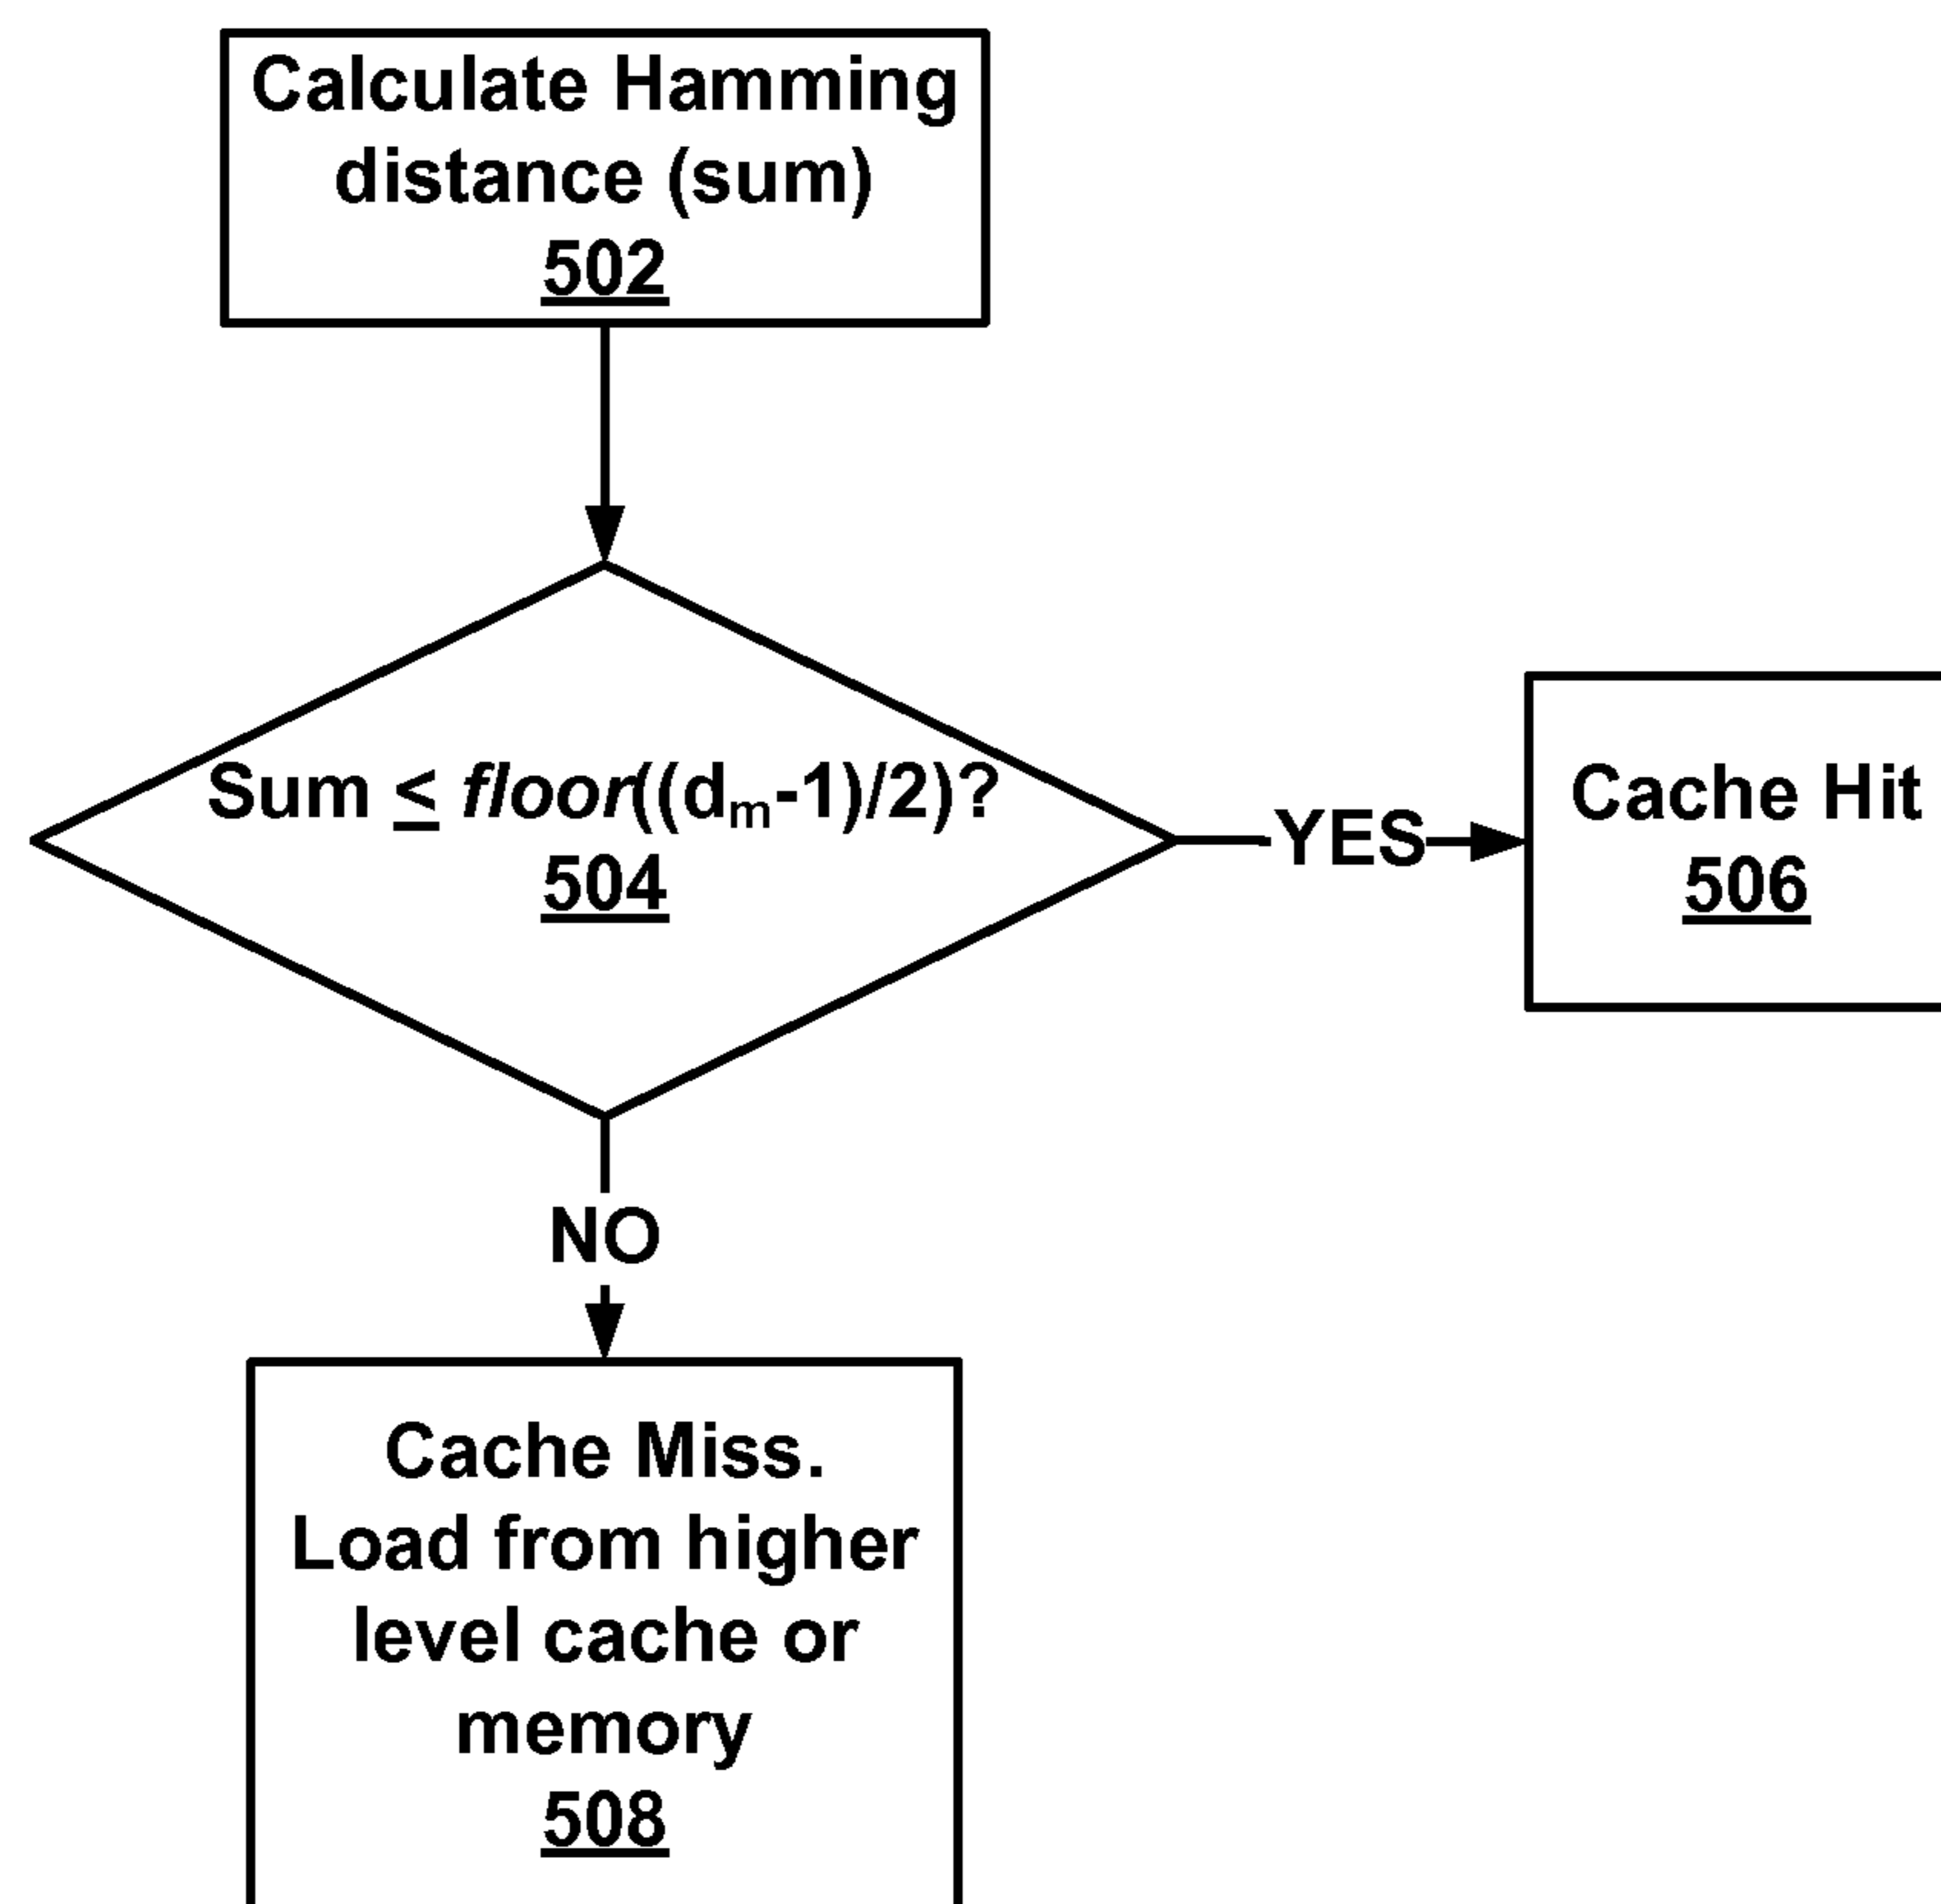 Calculate Hamming
distance (sum)
502
Sum ≤ floor((dₘ-1)/2)?
504
YES
Cache Hit
506
NO
Cache Miss.
Load from higher
level cache or
memory
508